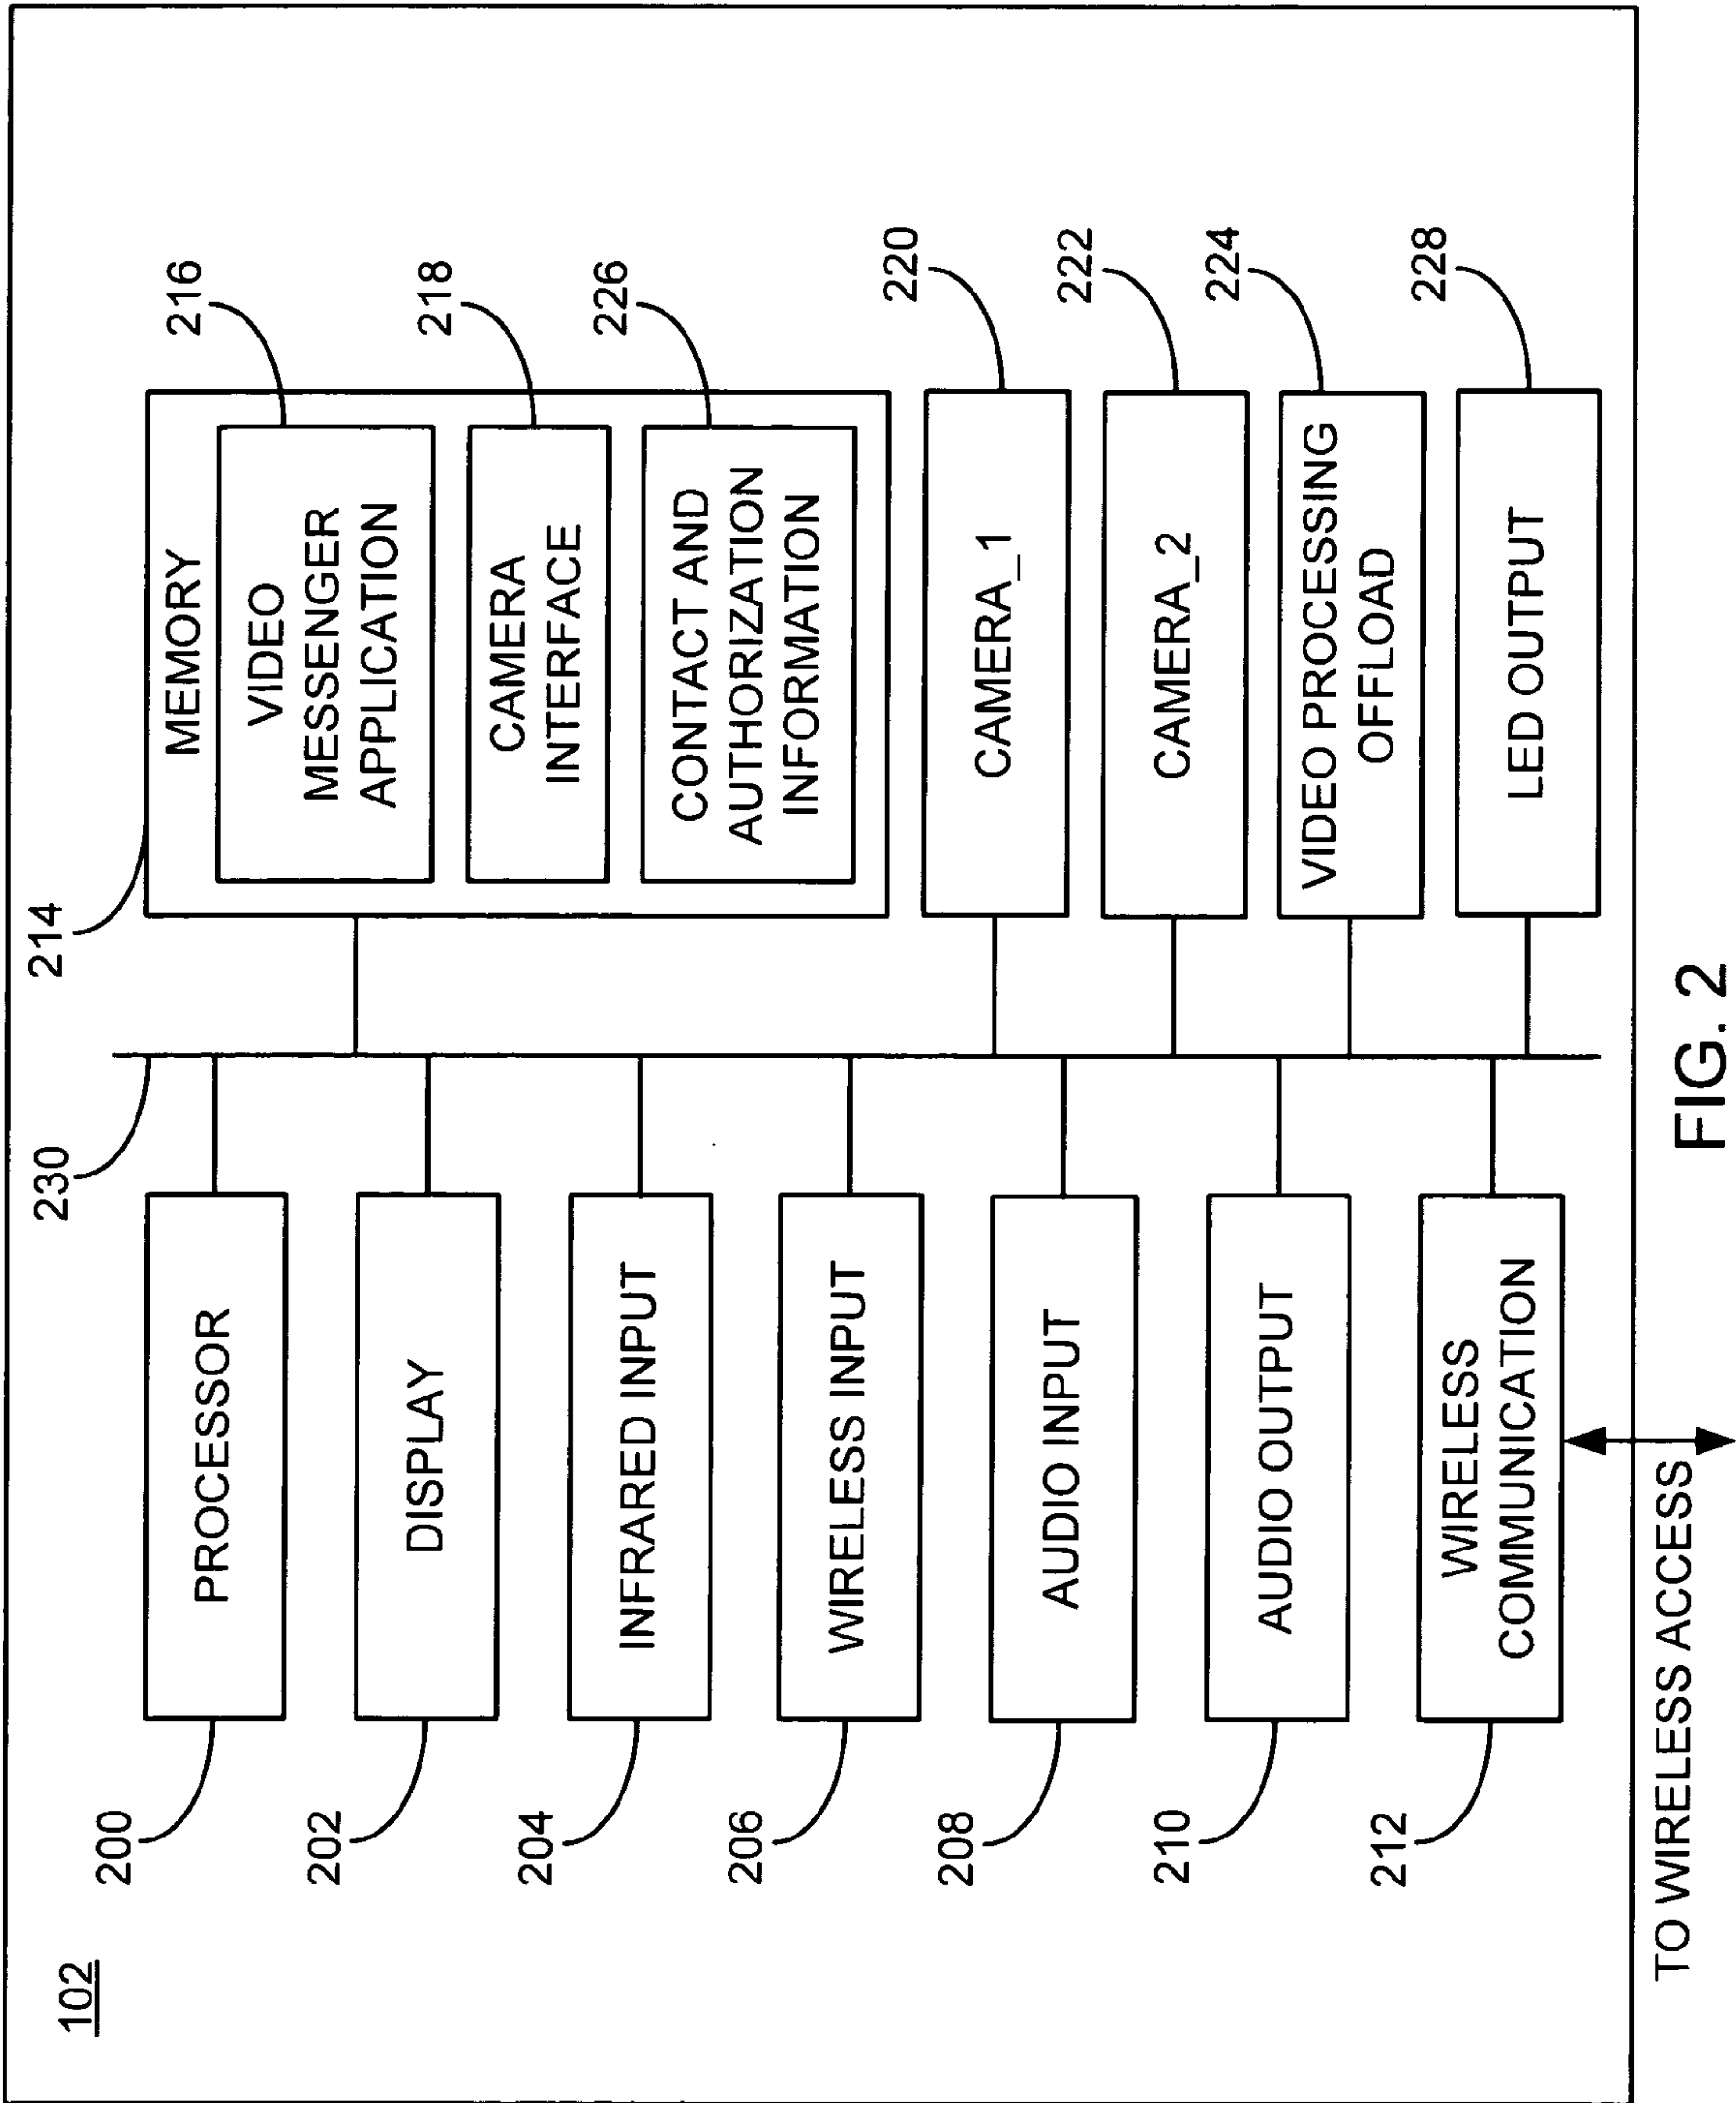 102
200
PROCESSOR
202
DISPLAY
204
INFRARED INPUT
206
WIRELESS INPUT
208
AUDIO INPUT
210
AUDIO OUTPUT
212
WIRELESS
COMMUNICATION
TO WIRELESS ACCESS
230
214
MEMORY
216
VIDEO
MESSENGER
APPLICATION
218
CAMERA
INTERFACE
226
CONTACT AND
AUTHORIZATION
INFORMATION
220
CAMERA_1
222
CAMERA_2
224
VIDEO PROCESSING
OFFLOAD
228
LED OUTPUT
FIG. 2